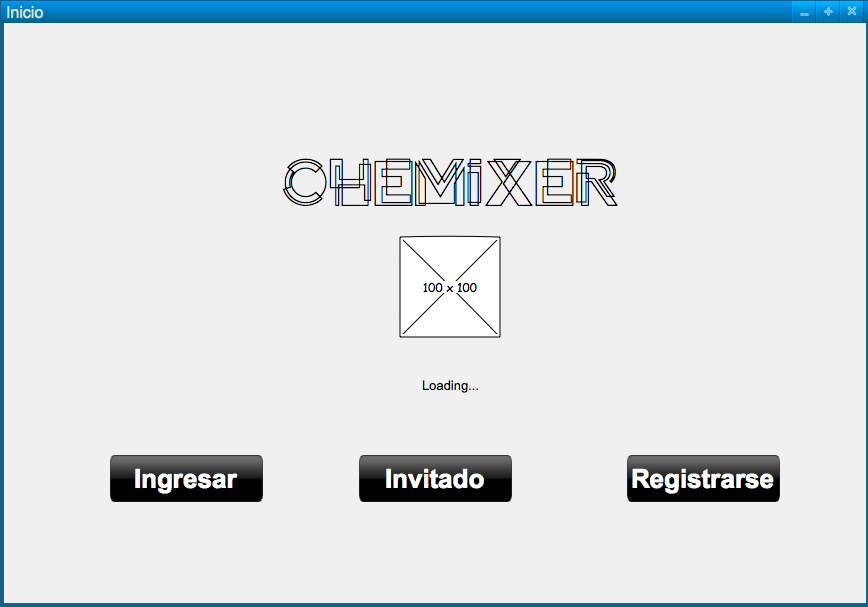 Inicio
CHEMiXER
100 x 100
Loading...
Ingresar
Invitado
Registrarse